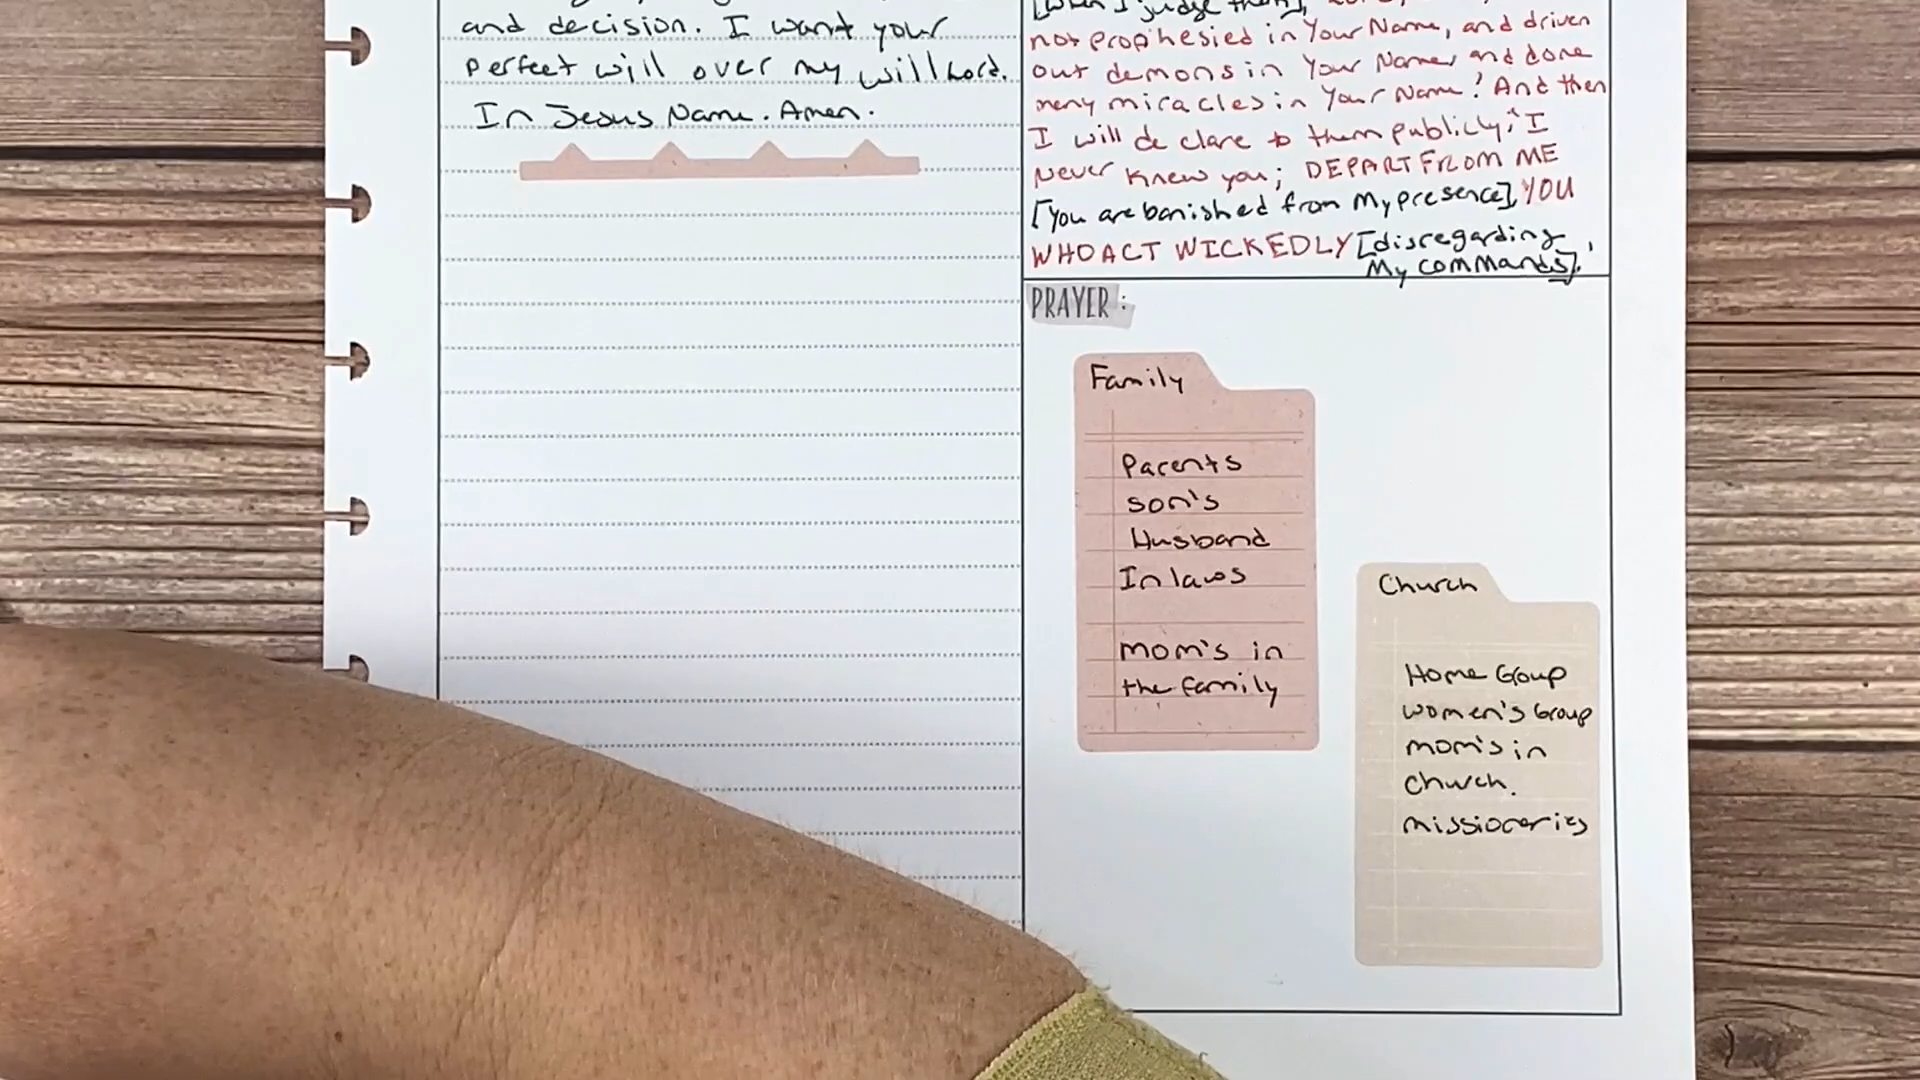 and decision. I want your
perfect will over my will Lord.
In Jesus Name. Amen.
[when I judge them],
not prophesied in Your Name, and driven
out demons in Your Name, and done
many miracles in Your Name? And then
I will declare to them publicly, 'I
never knew you; DEPART FROM ME
[you are banished from My presence], YOU
WHO ACT WICKEDLY [disregarding
My commands].'
PRAYER:
Family
Parents
son's
Husband
In laws
mom's in
the family
Church
Home Group
women's Group
mom's in
church.
missionaries